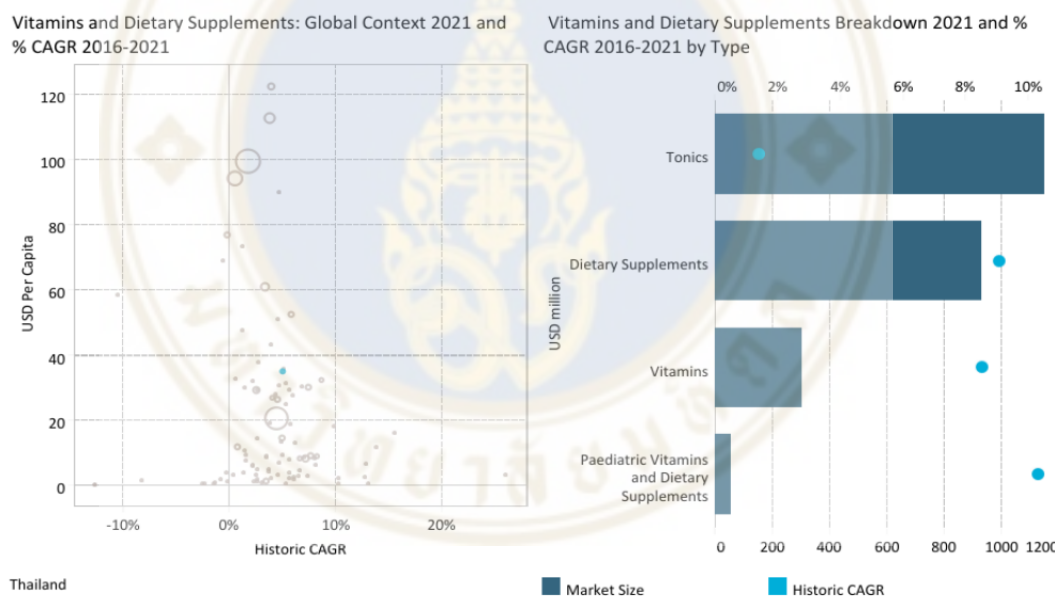 Vitamins and Dietary Supplements: Global Context 2021 and
% CAGR 2016-2021
120
100
80
60
40
20
0
USD Per Capita
-10%
0%
10%
20%
Historic CAGR
Thailand
Vitamins and Dietary Supplements Breakdown 2021 and %
CAGR 2016-2021 by Type
0%
2%
4%
6%
8%
10%
USD million
Tonics
Dietary Supplements
Vitamins
Paediatric Vitamins
and Dietary
Supplements
0
200
400
600
800
1000
1200
Market Size
Historic CAGR